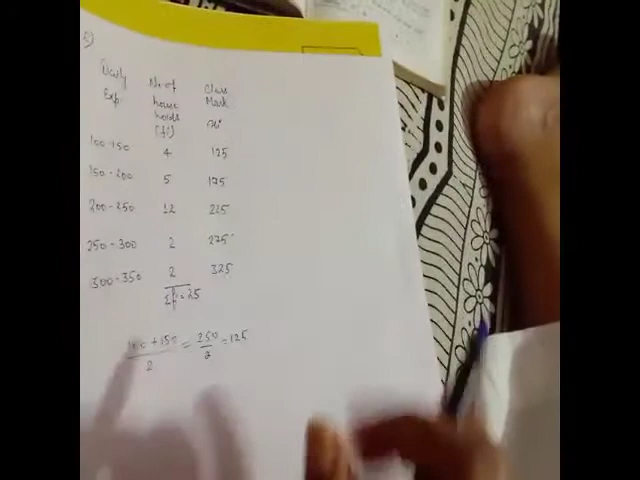 Daily Exp. No. of house holds (fi) Class Mark xi
100-150 4 125
150-200 5 175
200-250 12 225
250-300 2 275
300-350 2 325
Σfi = 25
100 + 150 / 2 = 250 / 2 = 125